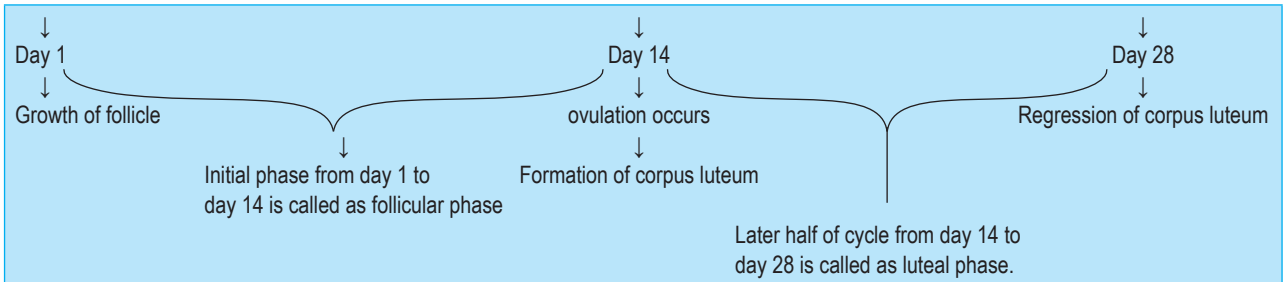 Day 1
Day 14
Day 28
Growth of follicle
ovulation occurs
Regression of corpus luteum
Initial phase from day 1 to
day 14 is called as follicular phase
Formation of corpus luteum
Later half of cycle from day 14 to
day 28 is called as luteal phase.